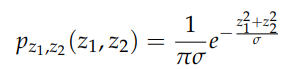 p_{z_1,z_2}(z_1, z_2) = \frac{1}{\pi\sigma} e^{-\frac{z_1^2+z_2^2}{\sigma}}